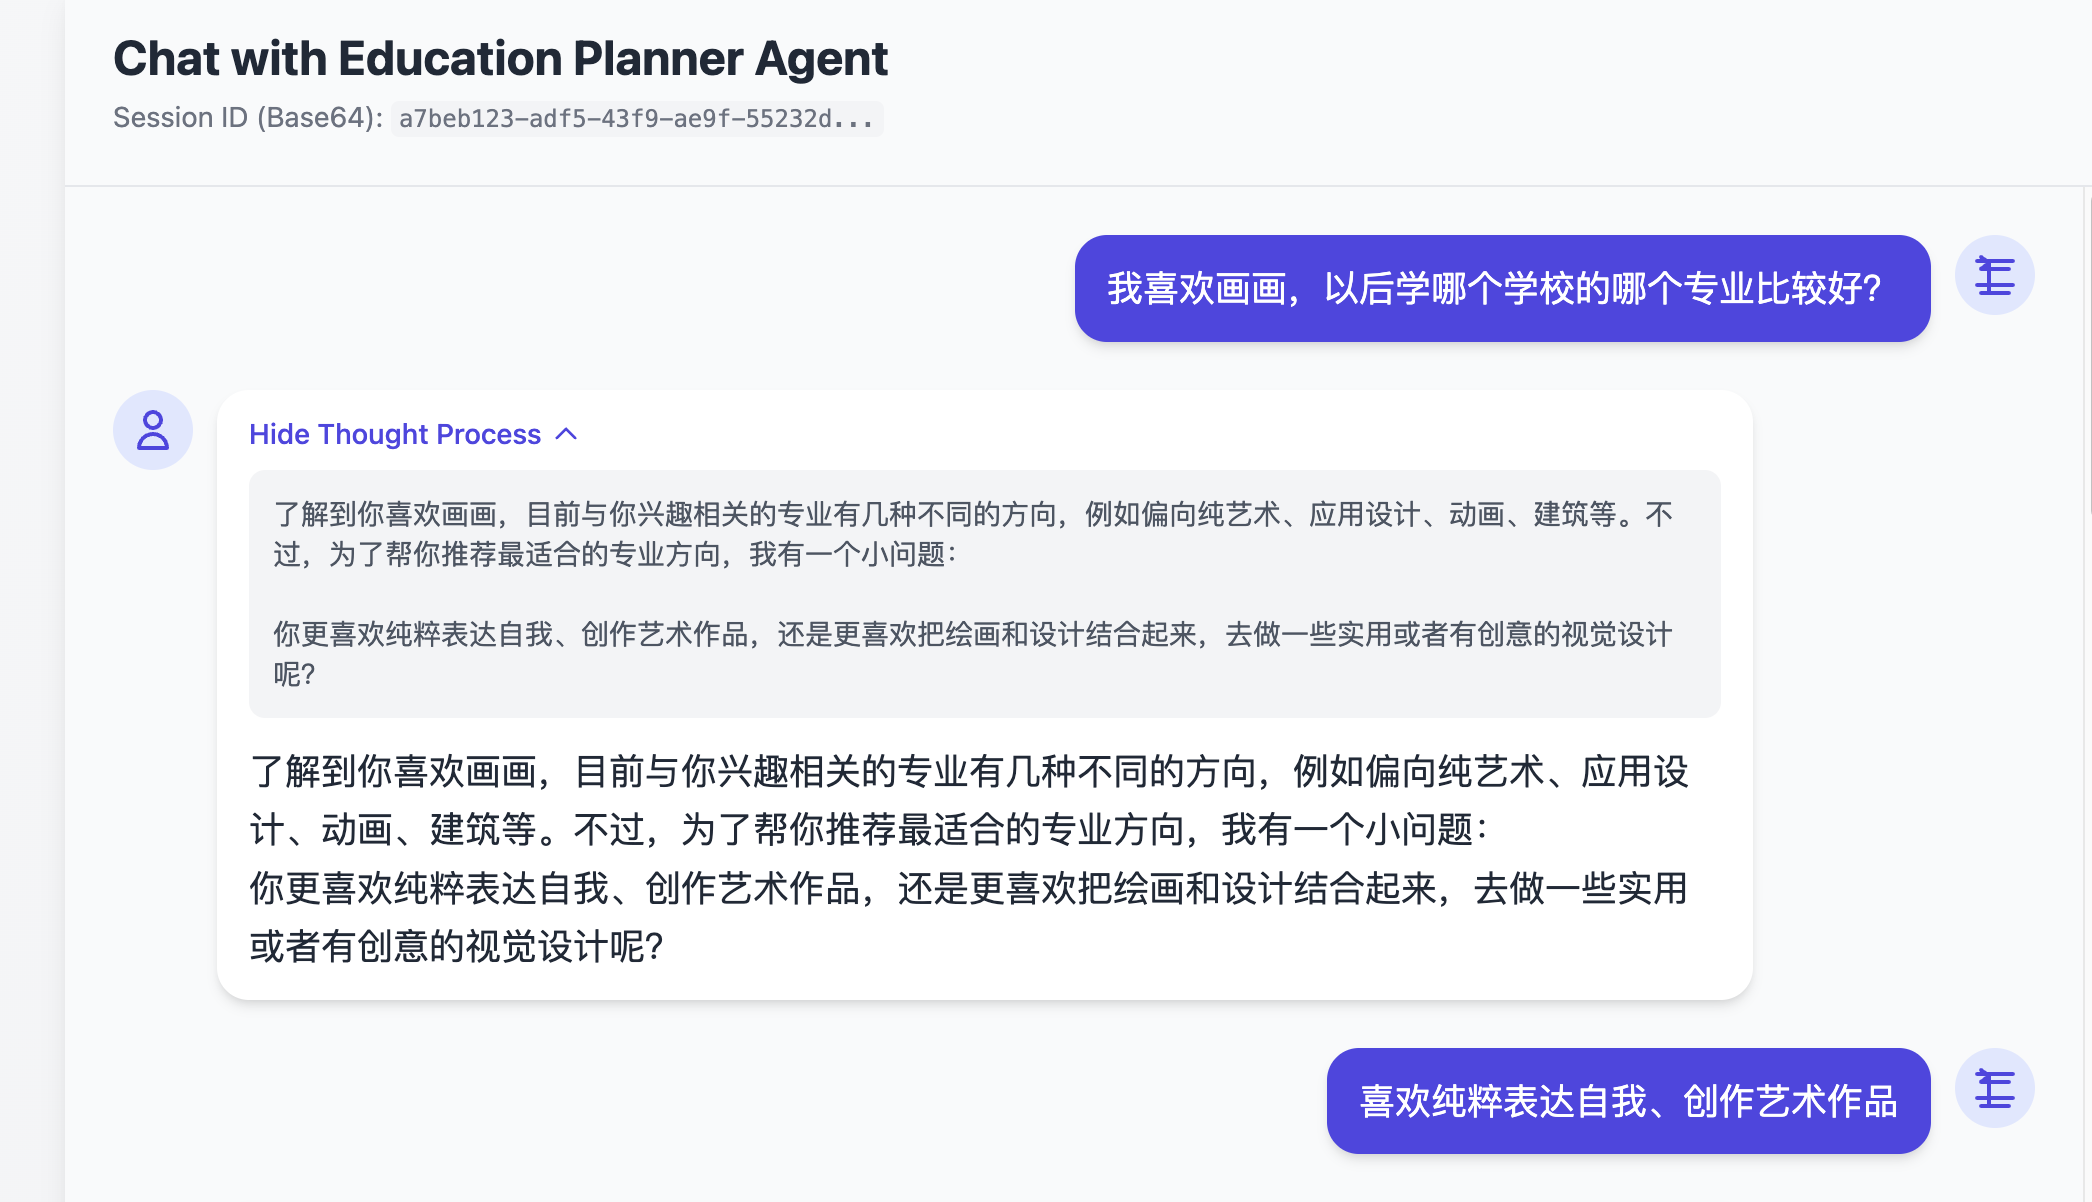 Chat with Education Planner Agent
Session ID (Base64): a7beb123-adf5-43f9-ae9f-55232d...
我喜欢画画，以后学哪个学校的哪个专业比较好？
Hide Thought Process
了解到你喜欢画画，目前与你兴趣相关的专业有几种不同的方向，例如偏向纯艺术、应用设计、动画、建筑等。不
过，为了帮你推荐最适合的专业方向，我有一个小问题：
你更喜欢纯粹表达自我、创作艺术作品，还是更喜欢把绘画和设计结合起来，去做一些实用或者有创意的视觉设计
呢？
了解到你喜欢画画，目前与你兴趣相关的专业有几种不同的方向，例如偏向纯艺术、应用设
计、动画、建筑等。不过，为了帮你推荐最适合的专业方向，我有一个小问题：
你更喜欢纯粹表达自我、创作艺术作品，还是更喜欢把绘画和设计结合起来，去做一些实用
或者有创意的视觉设计呢？
喜欢纯粹表达自我、创作艺术作品